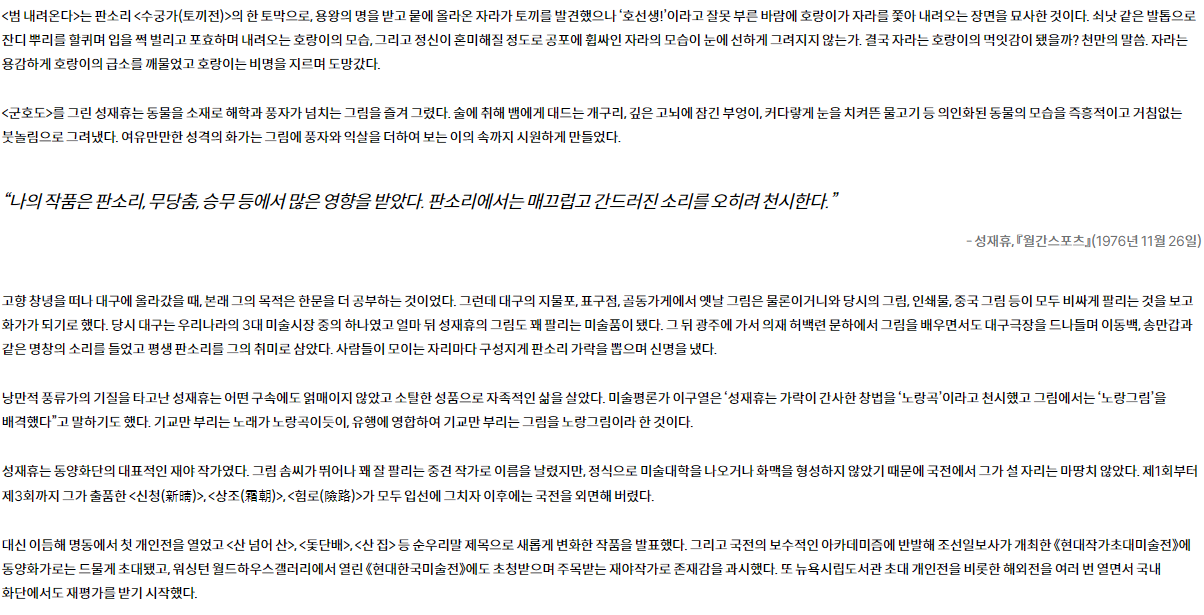 <범 내려온다>는 판소리 <수궁가(토끼전)>의 한 토막으로, 용왕의 명을 받고 뭍에 올라온 자라가 토끼를 발견했으나 ‘호선생!’이라고 잘못 부른 바람에 호랑이가 자라를 쫓아 내려오는 장면을 묘사한 것이다. 쇠낫 같은 발톱으로
잔디 뿌리를 할퀴며 입을 쩍 벌리고 포효하며 내려오는 호랑이의 모습, 그리고 정신이 혼미해질 정도로 공포에 휩싸인 자라의 모습이 눈에 선하게 그려지지 않는가. 결국 자라는 호랑이의 먹잇감이 됐을까? 천만의 말씀. 자라는
용감하게 호랑이의 급소를 깨물었고 호랑이는 비명을 지르며 도망갔다.
<군호도>를 그린 성재휴는 동물을 소재로 해학과 풍자가 넘치는 그림을 즐겨 그렸다. 술에 취해 뱀에게 대드는 개구리, 깊은 고뇌에 잠긴 부엉이, 커다랗게 눈을 치켜뜬 물고기 등 의인화된 동물의 모습을 즉흥적이고 거침없는
붓놀림으로 그려냈다. 여유만만한 성격의 화가는 그림에 풍자와 익살을 더하여 보는 이의 속까지 시원하게 만들었다.
“나의 작품은 판소리, 무당춤, 승무 등에서 많은 영향을 받았다. 판소리에서는 매끄럽고 간드러진 소리를 오히려 천시한다.”
- 성재휴, 『월간스포츠』(1976년 11월 26일)
고향 창녕을 떠나 대구에 올라갔을 때, 본래 그의 목적은 한문을 더 공부하는 것이었다. 그런데 대구의 지물포, 표구점, 골동가게에서 옛날 그림은 물론이거니와 당시의 그림, 인쇄물, 중국 그림 등이 모두 비싸게 팔리는 것을 보고
화가가 되기로 했다. 당시 대구는 우리나라의 3대 미술시장 중의 하나였고 얼마 뒤 성재휴의 그림도 꽤 팔리는 미술품이 됐다. 그 뒤 광주에 가서 의재 허백련 문하에서 그림을 배우면서도 대구극장을 드나들며 이동백, 송만갑과
같은 명창의 소리를 들었고 평생 판소리를 그의 취미로 삼았다. 사람들이 모이는 자리마다 구성지게 판소리 가락을 뽑으며 신명을 냈다.
낭만적 풍류가의 기질을 타고난 성재휴는 어떤 구속에도 얽매이지 않았고 소탈한 성품으로 자족적인 삶을 살았다. 미술평론가 이구열은 ‘성재휴는 가락이 간사한 창법을 ‘노랑곡’이라고 천시했고 그림에서는 ‘노랑그림’을
배격했다”고 말하기도 했다. 기교만 부리는 노래가 노랑곡이듯이, 유행에 영합하여 기교만 부리는 그림을 노랑그림이라 한 것이다.
성재휴는 동양화단의 대표적인 재야 작가였다. 그림 솜씨가 뛰어나 꽤 잘 팔리는 중견 작가로 이름을 날렸지만, 정식으로 미술대학을 나오거나 화맥을 형성하지 않았기 때문에 국전에서 그가 설 자리는 마땅치 않았다. 제1회부터
제3회까지 그가 출품한 <신청(新晴)>, <상조(霜朝)>, <험로(險路)>가 모두 입선에 그치자 이후에는 국전을 외면해 버렸다.
대신 이듬해 명동에서 첫 개인전을 열었고 <산 넘어 산>, <돛단배>, <산 집> 등 순우리말 제목으로 새롭게 변화한 작품을 발표했다. 그리고 국전의 보수적인 아카데미즘에 반발해 조선일보사가 개최한 《현대작가초대미술전》에
동양화가로는 드물게 초대됐고, 워싱턴 월드하우스갤러리에서 열린 《현대한국미술전》에도 초청받으며 주목받는 재야작가로 존재감을 과시했다. 또 뉴욕시립도서관 초대 개인전을 비롯한 해외전을 여러 번 열면서 국내
화단에서도 재평가를 받기 시작했다.